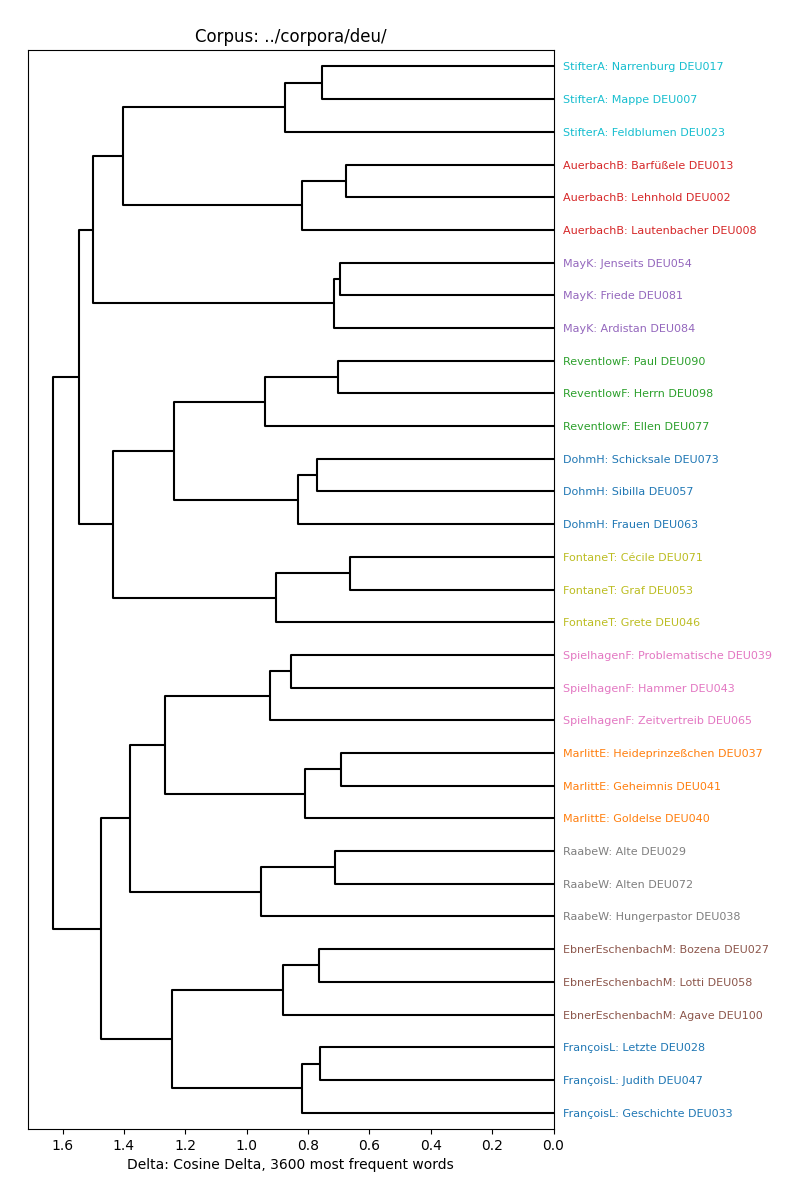 Corpus: ../corpora/deu/
StifterA: Narrenburg DEU017
StifterA: Mappe DEU007
StifterA: Feldblumen DEU023
AuerbachB: Barfüßele DEU013
AuerbachB: Lehnhold DEU002
AuerbachB: Lautenbacher DEU008
MayK: Jenseits DEU054
MayK: Friede DEU081
MayK: Ardistan DEU084
ReventlowF: Paul DEU090
ReventlowF: Herrn DEU098
ReventlowF: Ellen DEU077
DohmH: Schicksale DEU073
DohmH: Sibilla DEU057
DohmH: Frauen DEU063
FontaneT: Cécile DEU071
FontaneT: Graf DEU053
FontaneT: Grete DEU046
SpielhagenF: Problematische DEU039
SpielhagenF: Hammer DEU043
SpielhagenF: Zeitvertreib DEU065
MarlittE: Heideprinzeßchen DEU037
MarlittE: Geheimnis DEU041
MarlittE: Goldelse DEU040
RaabeW: Alte DEU029
RaabeW: Alten DEU072
RaabeW: Hungerpastor DEU038
EbnerEschenbachM: Bozena DEU027
EbnerEschenbachM: Lotti DEU058
EbnerEschenbachM: Agave DEU100
FrançoisL: Letzte DEU028
FrançoisL: Judith DEU047
FrançoisL: Geschichte DEU033
1.6 1.4 1.2 1.0 0.8 0.6 0.4 0.2 0.0
Delta: Cosine Delta, 3600 most frequent words